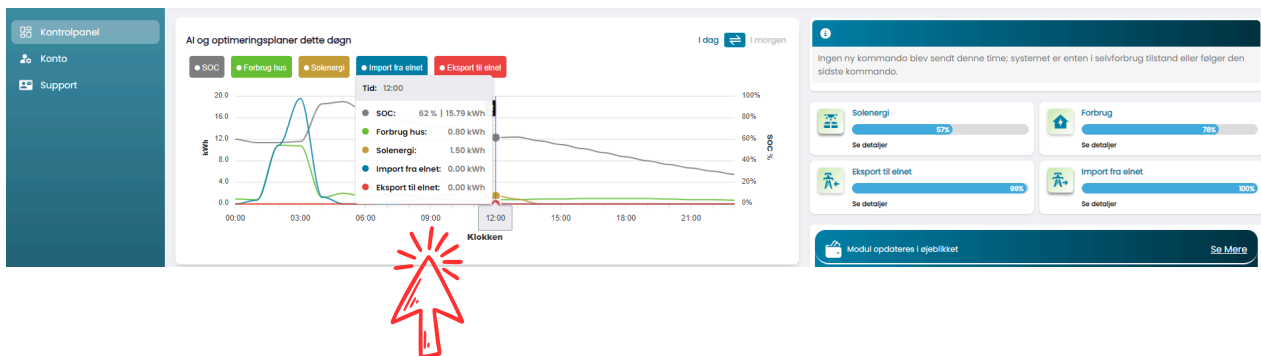 Kontrolpanel
Konto
Support
AI og optimeringsplaner dette døgn
I dag
I morgen
SOC
Forbrug hus
Solenergi
Import fra elnet
Eksport til elnet
Tid: 12:00
SOC: 62 % | 15.79 kWh
Forbrug hus: 0.80 kWh
Solenergi: 1.50 kWh
Import fra elnet: 0.00 kWh
Eksport til elnet: 0.00 kWh
kWh
20.0
16.0
12.0
8.0
4.0
0.0
100%
80%
60%
40%
20%
0%
SOC %
00:00 03:00 06:00 09:00 12:00 15:00 18:00 21:00
Klokken
Ingen ny kommando blev sendt denne time; systemet er enten i selvforbrug tilstand eller følger den
sidste kommando.
Solenergi
57%
Se detaljer
Forbrug
78%
Se detaljer
Eksport til elnet
99%
Se detaljer
Import fra elnet
100%
Se detaljer
Modul opdateres i øjeblikket
Se Mere